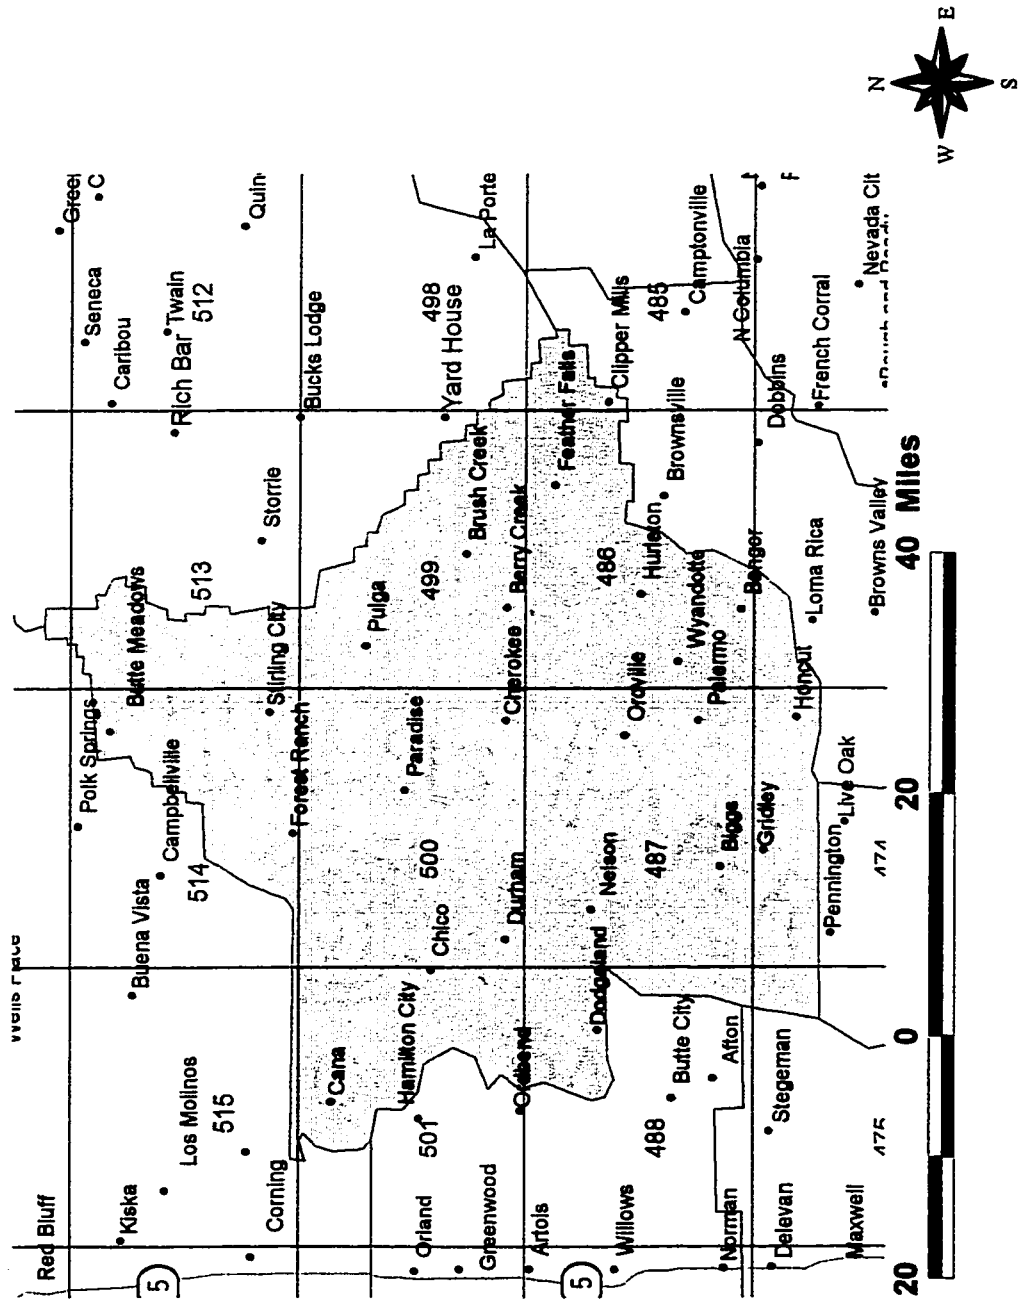 N
E
S
W
Red Bluff
Kiska
Los Molinos
515
Corning
Buena Vista
Campbellville
514
Polk Springs
Butte Meadows
513
Stirling City
Storrie
Seneca
Caribou
Rich Bar
Twain
512
Bucks Lodge
Forest Ranch
Cana
Hamilton City
501
Orland
Greenwood
Artois
Ordbend
Chico
500
Durham
Paradise
Pulga
499
Cherokee
Berry Creek
Brush Creek
Yard House
498
La Porte
Feather Falls
Clipper Mills
485
Camptonville
Brownsville
Hurleton
486
Wyandotte
Oroville
Palermo
Bangor
Nelson
487
Dodgeland
Biggs
Gridley
Honcut
Loma Rica
Browns Valley
Dobbins
N Columbia
French Corral
Nevada Cit
Live Oak
Pennington
Butte City
Afton
488
Willows
Norman
Delevan
Stegeman
Maxwell
5
5
20
0
20
40
Miles